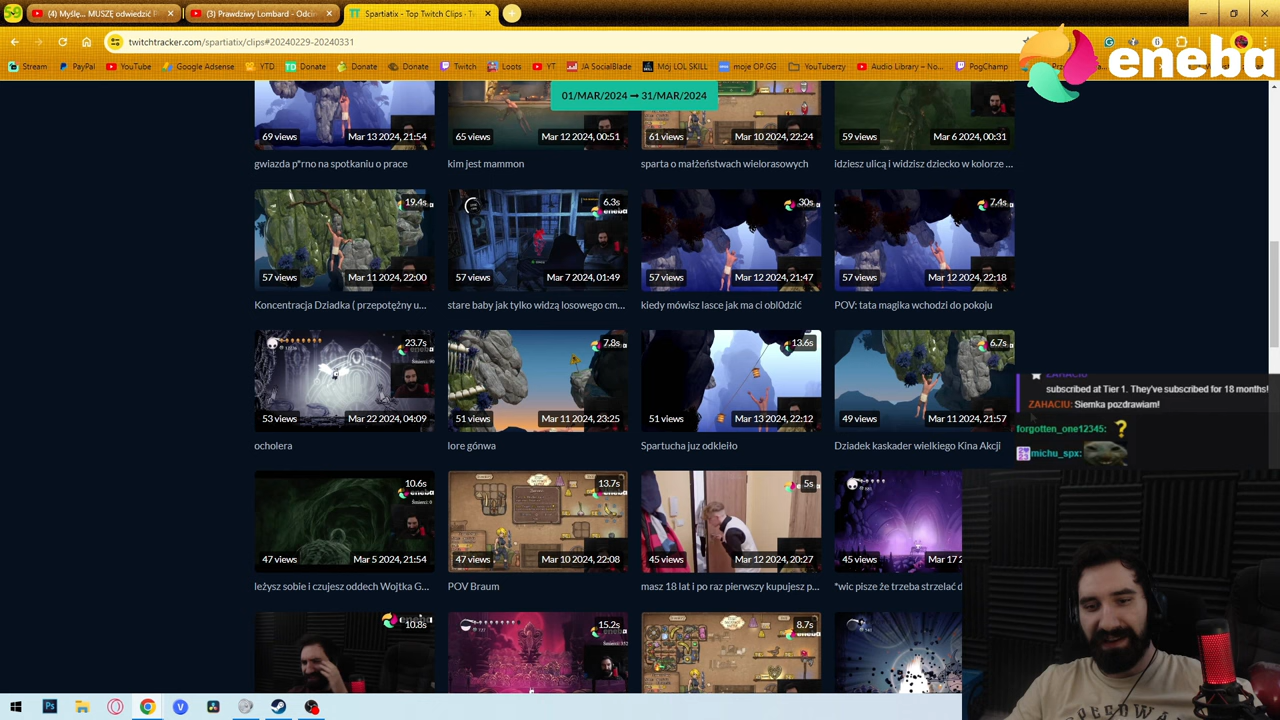 (4) Myślę... MUSZĘ odwiedzić
(3) Prawdziwy Lombard - Odci
Spartiatix - Top Twitch Clips - T
twitchtracker.com/spartiatix/clips#20240229-20240331
Stream PayPal YouTube Google Adsense YTD Donate Donate Donate Twitch Loots YT JA SocialBlade Mój LOL SKILL moje OP.GG YouTuberzy Audio Library – No... PogChamp
eneba
01/MAR/2024 ➞ 31/MAR/2024
69 views Mar 13 2024, 21:54
65 views Mar 12 2024, 00:51
61 views Mar 10 2024, 22:24
59 views Mar 6 2024, 00:31
gwiazda p*rno na spotkaniu o prace
kim jest mammon
sparta o małżeństwach wielorasowych
idziesz ulicą i widzisz dziecko w kolorze ...
19.4s
6.3s
30s
7.4s
57 views Mar 11 2024, 22:00
57 views Mar 7 2024, 01:49
57 views Mar 12 2024, 21:47
57 views Mar 12 2024, 22:18
Koncentracja Dziadka ( przepotężny u...
stare baby jak tylko widzą losowego cm...
kiedy mówisz lasce jak ma ci obl0dzić
POV: tata magika wchodzi do pokoju
23.7s
7.8s
13.6s
6.7s
53 views Mar 22 2024, 04:09
51 views Mar 11 2024, 23:25
51 views Mar 13 2024, 22:12
49 views Mar 11 2024, 21:57
ocholera
lore gónwa
Spartucha juz odkleiło
Dziadek kaskader wielkiego Kina Akcji
ZAHACIU
subscribed at Tier 1. They've subscribed for 18 months!
ZAHACIU: Siemka pozdrawiam!
forgotten_one12345:
michu_spx:
10.6s
13.7s
5s
47 views Mar 5 2024, 21:54
47 views Mar 10 2024, 22:08
45 views Mar 12 2024, 20:27
45 views Mar 17 2
leżysz sobie i czujesz oddech Wojtka G...
POV Braum
masz 18 lat i po raz pierwszy kupujesz p...
*wic pisze że trzeba strzelać d
10.8s
15.2s
8.7s